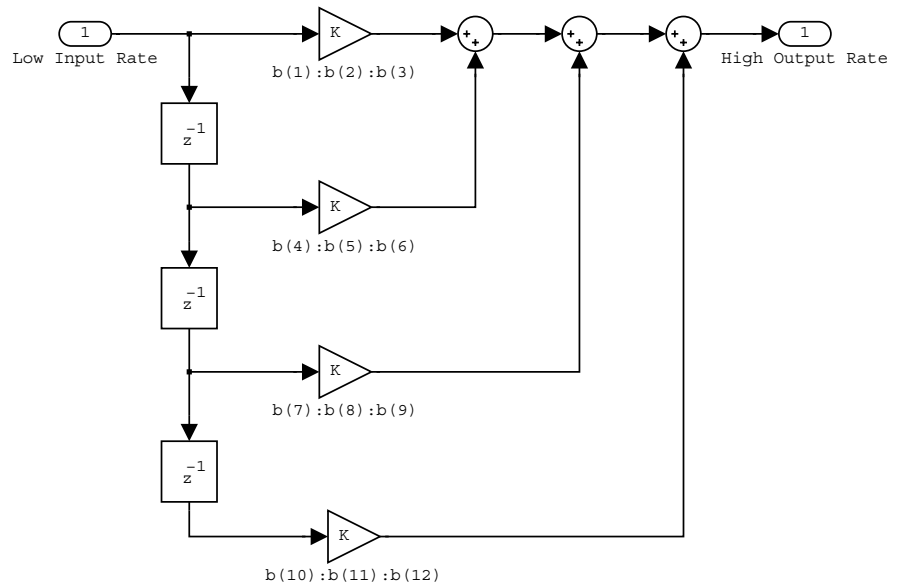 1
K
+
+
+
+
+
+
1
Low Input Rate
High Output Rate
b(1):b(2):b(3)
z-1
K
b(4):b(5):b(6)
z-1
K
b(7):b(8):b(9)
z-1
K
b(10):b(11):b(12)